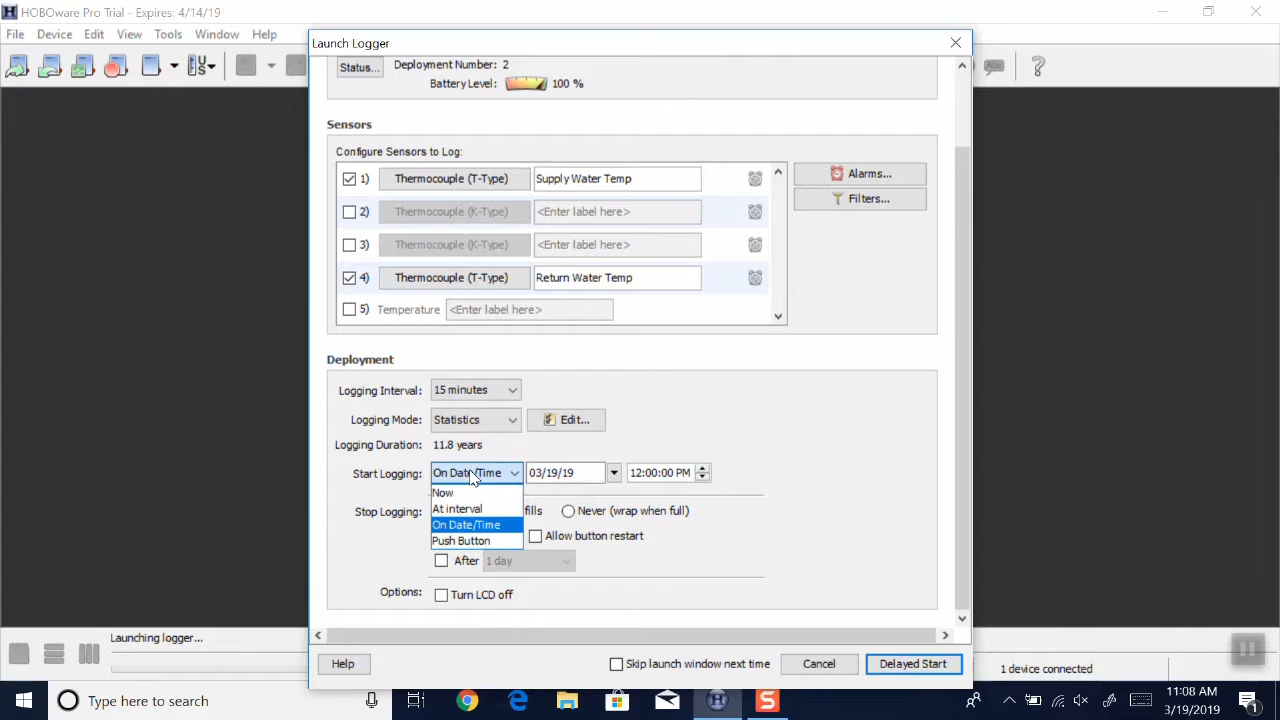 HOBOware Pro Trial - Expires: 4/14/19
File Device Edit View Tools Window Help
Launch Logger
Status... Deployment Number: 2
Battery Level: 100 %
Sensors
Configure Sensors to Log:
1) Thermocouple (T-Type) Supply Water Temp
Alarms...
2) Thermocouple (K-Type) <Enter label here>
Filters...
3) Thermocouple (K-Type) <Enter label here>
4) Thermocouple (T-Type) Return Water Temp
5) Temperature <Enter label here>
Deployment
Logging Interval: 15 minutes
Logging Mode: Statistics Edit...
Logging Duration: 11.8 years
Start Logging: On Date/Time 03/19/19 12:00:00 PM
Now
At interval
On Date/Time
Push Button
Stop Logging: fills Never (wrap when full)
Allow button restart
After 1 day
Options: Turn LCD off
Launching logger...
Help Skip launch window next time Cancel Delayed Start
1 device connected
Type here to search
11:08 AM
3/19/2019
1